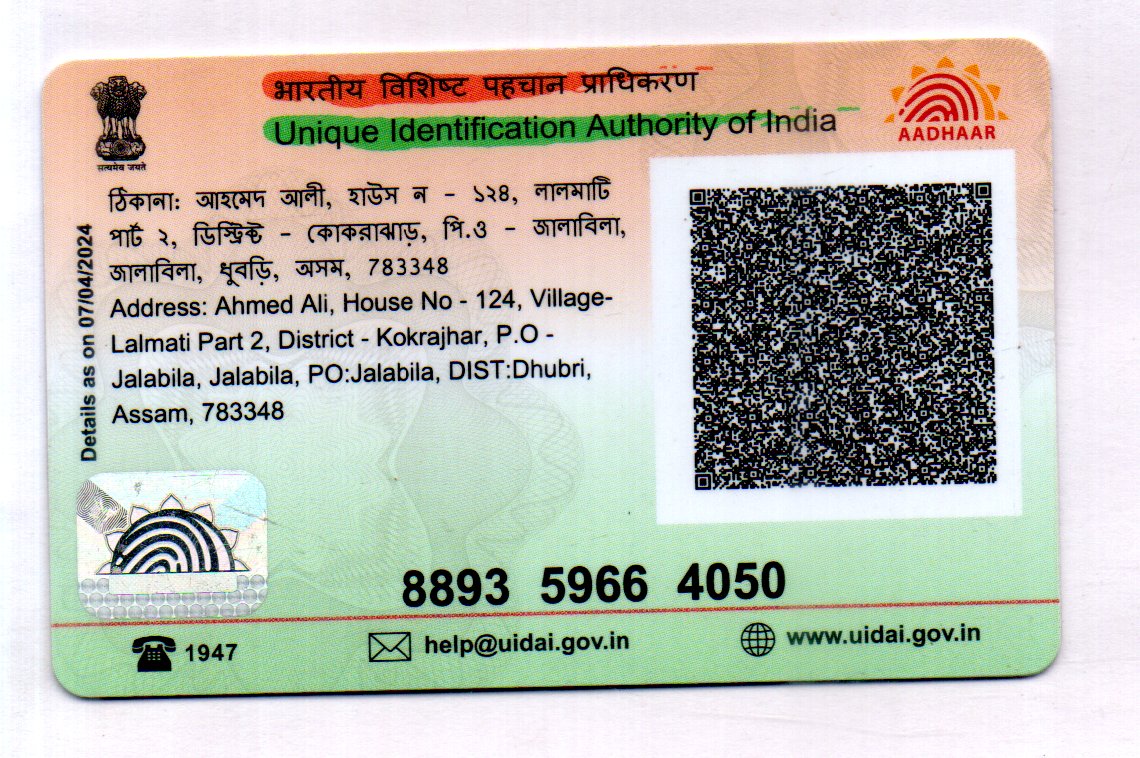 भारतीय विशिष्ट पहचान प्राधिकरण
Unique Identification Authority of India
सत्यमेव जयते
AADHAAR
ঠিকানা: আহমেদ আলী, হাউস ন - ১২৪, লালমাটি
পার্ট ২, ডিস্ট্রিক্ট - কোকরাঝাড়, পি.ও - জালাবিলা,
জালাবিলা, ধুবড়ি, অসম, 783348
Address: Ahmed Ali, House No - 124, Village-
Lalmati Part 2, District - Kokrajhar, P.O -
Jalabila, Jalabila, PO:Jalabila, DIST:Dhubri,
Assam, 783348
Details as on 07/04/2024
8893 5966 4050
1947
help@uidai.gov.in
www.uidai.gov.in